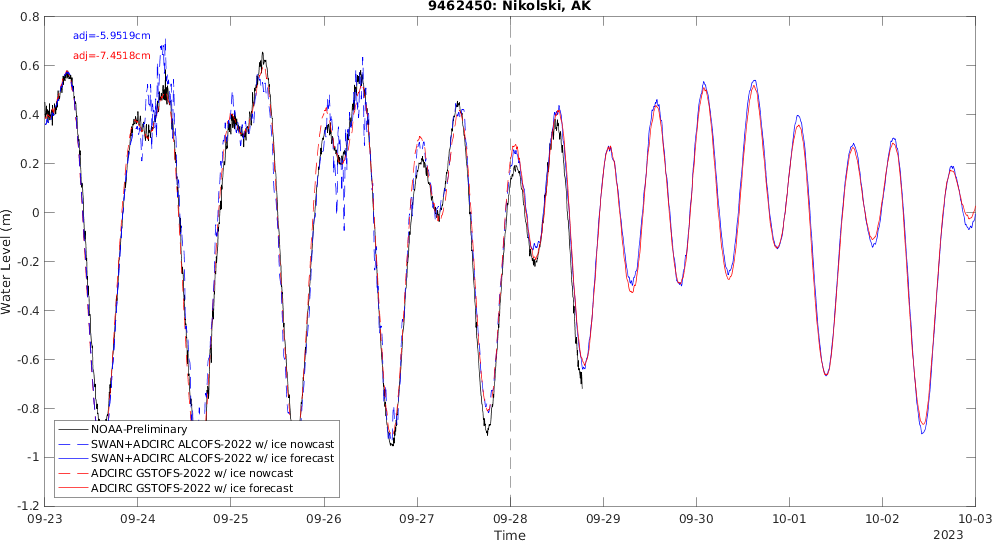 9462450: Nikolski, AK
adj=-5.9519cm
adj=-7.4518cm
Water Level (m)
0.8
0.6
0.4
0.2
0
-0.2
-0.4
-0.6
-0.8
-1
-1.2
NOAA-Preliminary
SWAN+ADCIRC ALCOFS-2022 w/ ice nowcast
SWAN+ADCIRC ALCOFS-2022 w/ ice forecast
ADCIRC GSTOFS-2022 w/ ice nowcast
ADCIRC GSTOFS-2022 w/ ice forecast
09-23 09-24 09-25 09-26 09-27 09-28 09-29 09-30 10-01 10-02 10-03
Time
2023